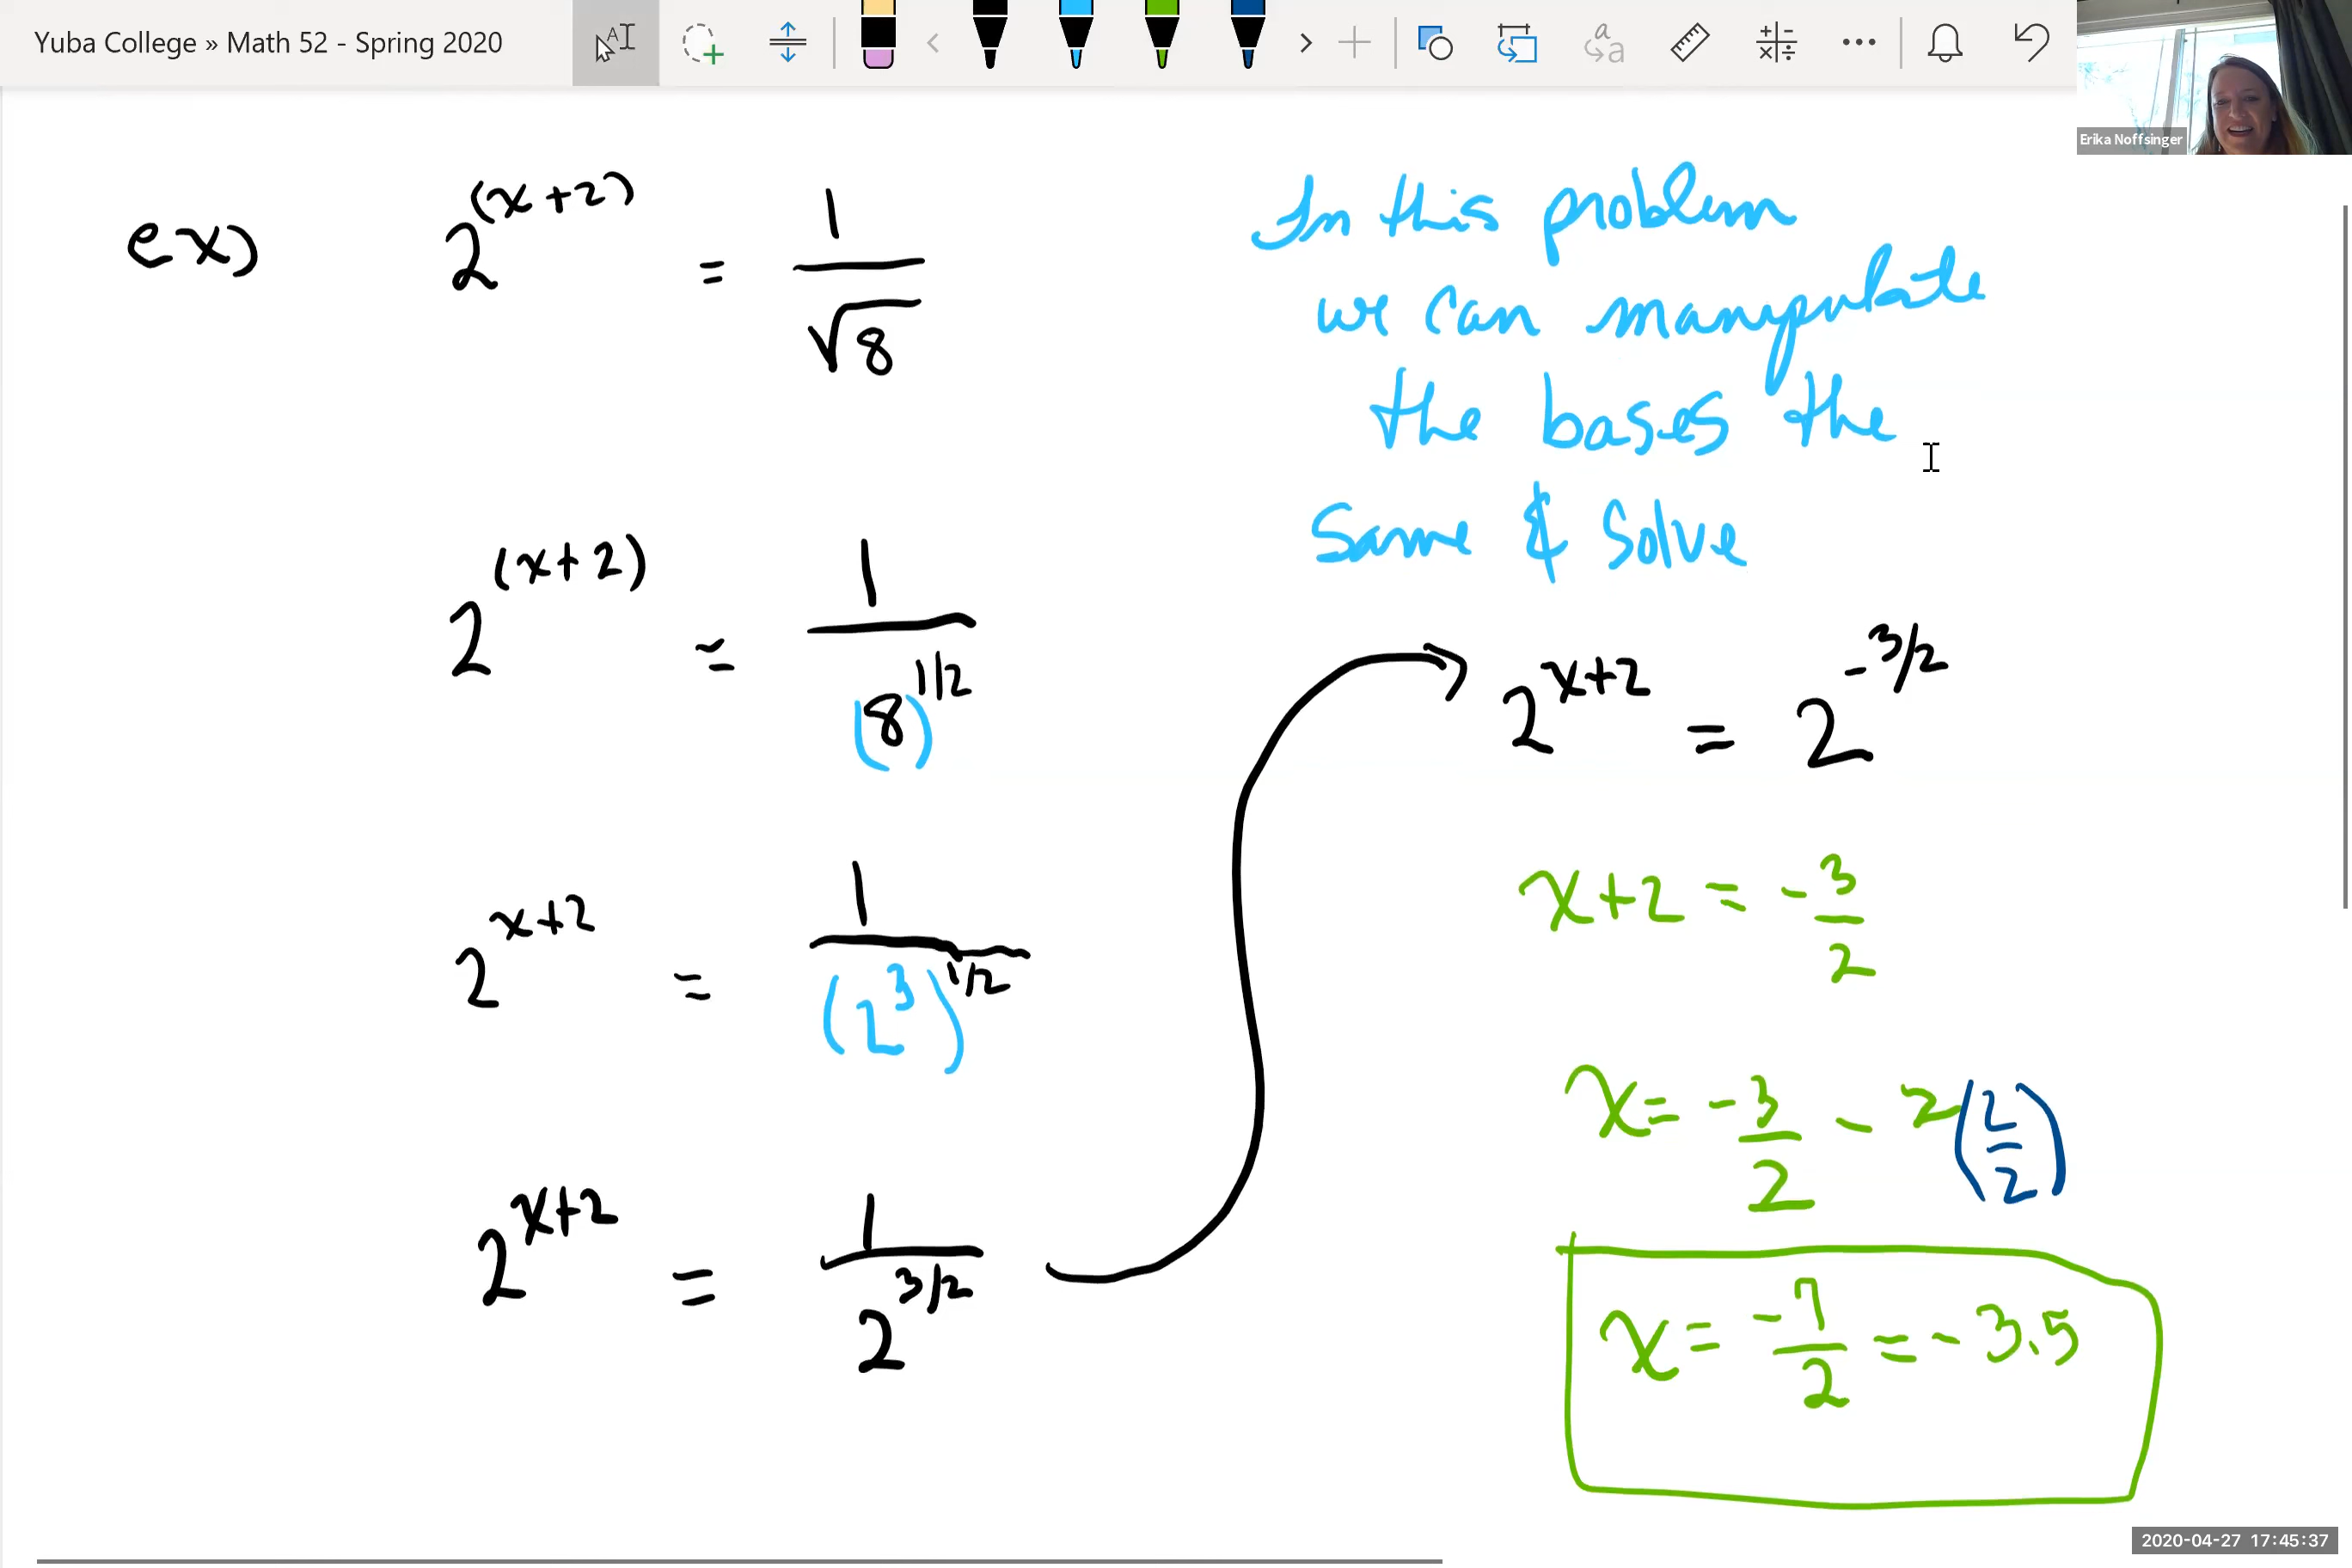 Yuba College » Math 52 - Spring 2020
Erika Noffsinger
ex) 2^(x+2) = 1/√8
In this problem
we can manipulate
the bases the
same & solve
2^(x+2) = 1/(8)^1/2
2^x+2 = 1/(2^3)^1/2
2^x+2 = 1/2^3/2
2^x+2 = 2^-3/2
x+2 = -3/2
x = -3/2 - 2(2/2)
x = -7/2 = -3.5
2020-04-27 17:45:37